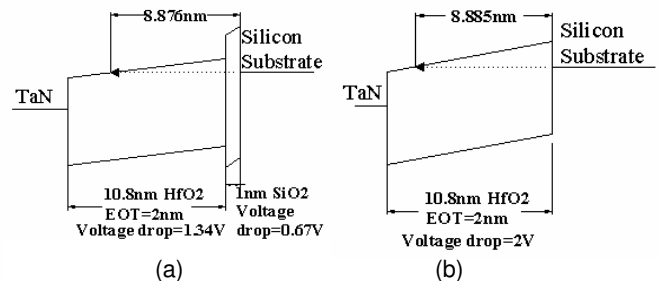 8.876nm
Silicon
Substrate
TaN
10.8nm HfO2
EOT=2nm
Voltage drop=1.34V
1nm SiO2
Voltage
drop=0.67V
(a)
8.885nm
Silicon
Substrate
TaN
10.8nm HfO2
EOT=2nm
Voltage drop=2V
(b)